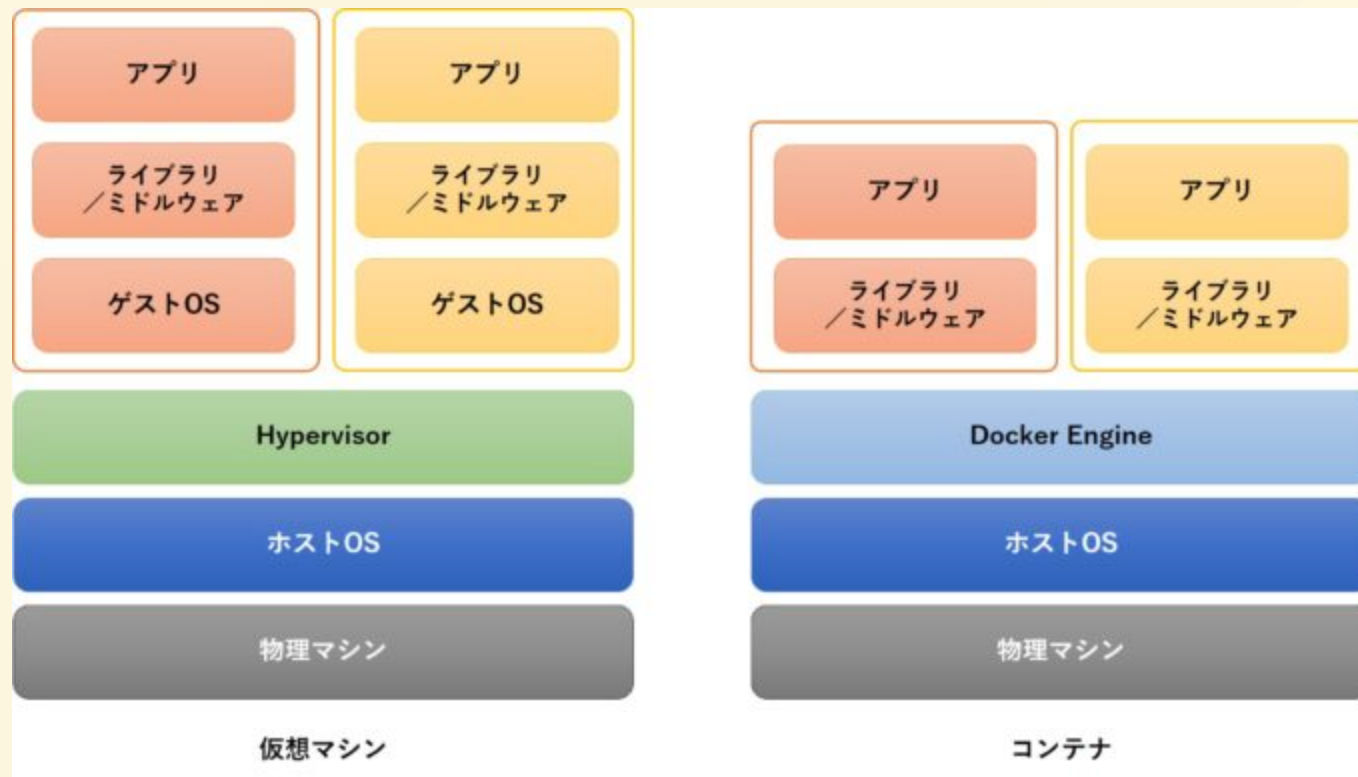 アプリ
アプリ
ライブラリ
／ミドルウェア
ライブラリ
／ミドルウェア
ゲストOS
ゲストOS
Hypervisor
ホストOS
物理マシン
仮想マシン
アプリ
アプリ
ライブラリ
／ミドルウェア
ライブラリ
／ミドルウェア
Docker Engine
ホストOS
物理マシン
コンテナ